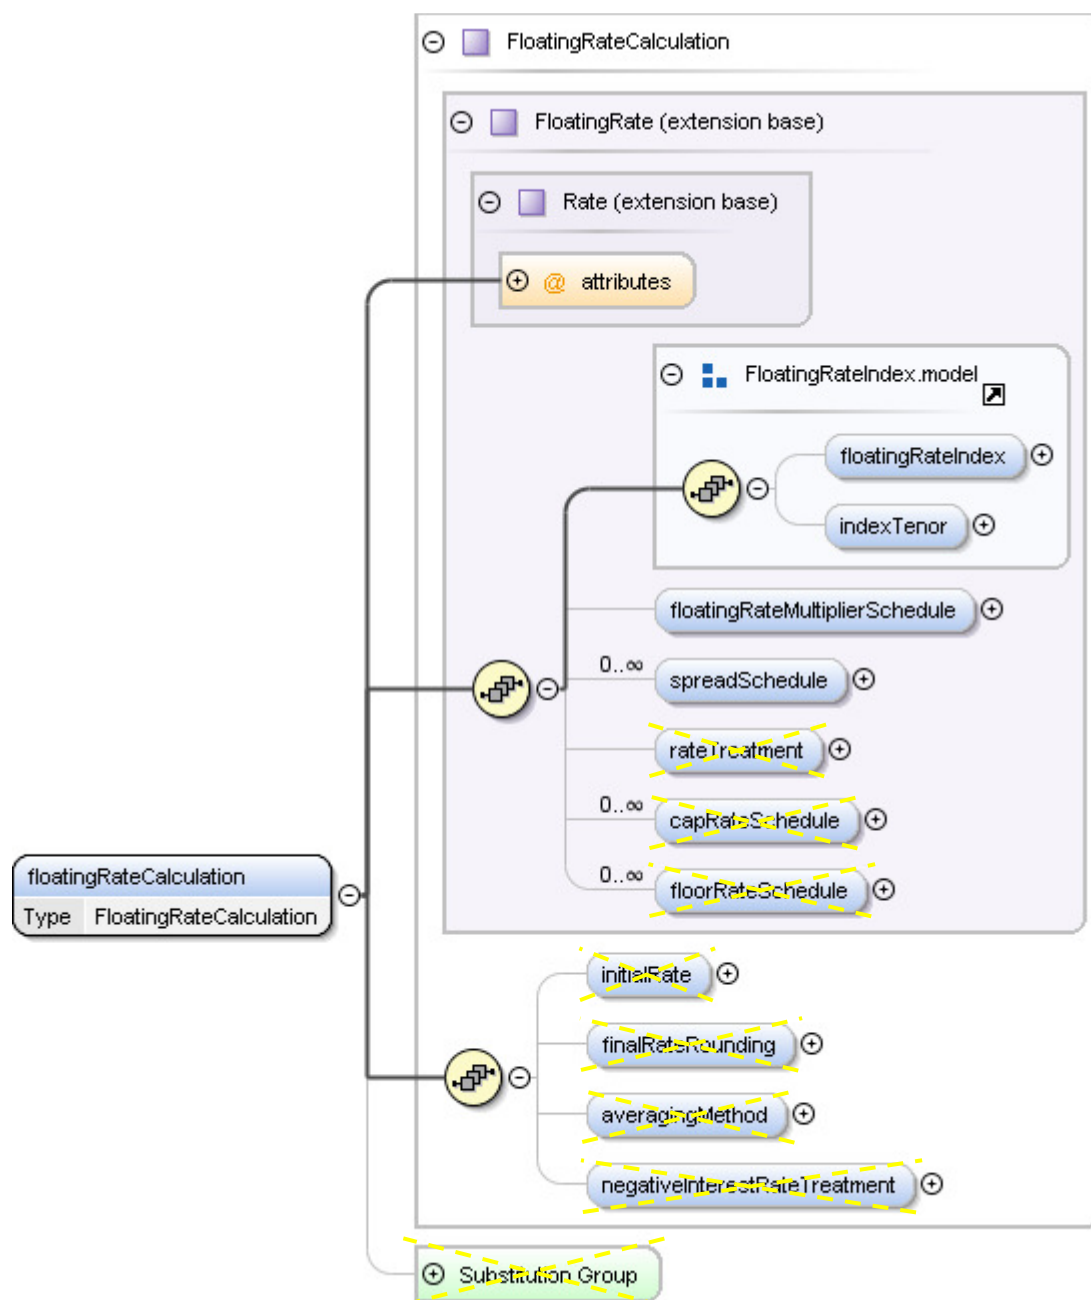 FloatingRateCalculation
FloatingRate (extension base)
Rate (extension base)
@ attributes
FloatingRateIndex.model
floatingRateIndex
indexTenor
floatingRateMultiplierSchedule
0..∞
spreadSchedule
rateTreatment
0..∞
capRateSchedule
0..∞
floorRateSchedule
floatingRateCalculation
Type FloatingRateCalculation
initialRate
finalRateRounding
averagingMethod
negativeInterestRateTreatment
Substitution Group